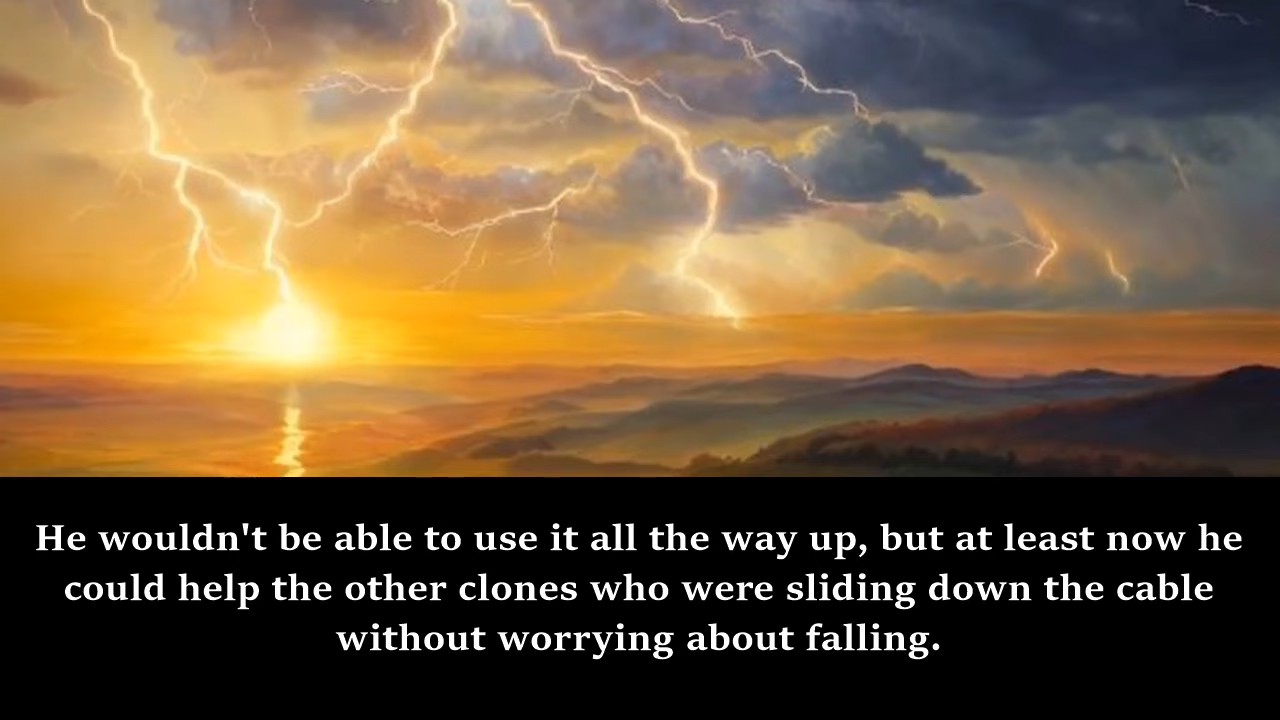 He wouldn't be able to use it all the way up, but at least now he
could help the other clones who were sliding down the cable
without worrying about falling.